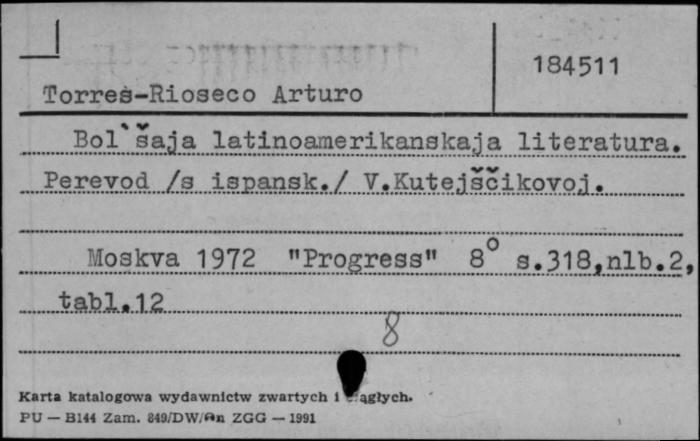 184511
Torres-Rioseco Arturo
Bol`šaja latinoamerikanskaja literatura.
Perevod /s ispansk./ V.Kutejščikovoj.
Moskva 1972 "Progress" 8° s.318,nlb.2,
tabl.12
8
Karta katalogowa wydawnictw zwartych i ciągłych.
PU — B144 Zam. 849/DW/ ZGG — 1991